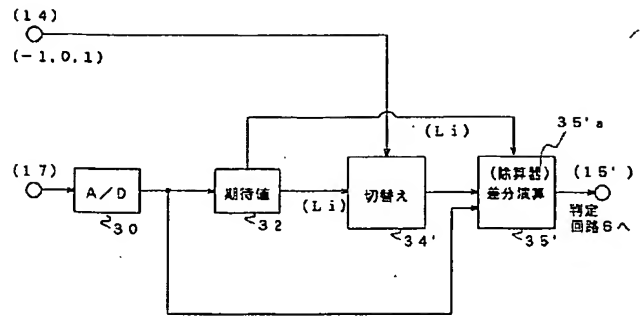 (14)
(-1,0,1)
(Li)
35'a
(17)
A/D
30
期待値
32
(Li)
切替え
34'
(除算器)
差分演算
35'
(15')
判定
回路6へ